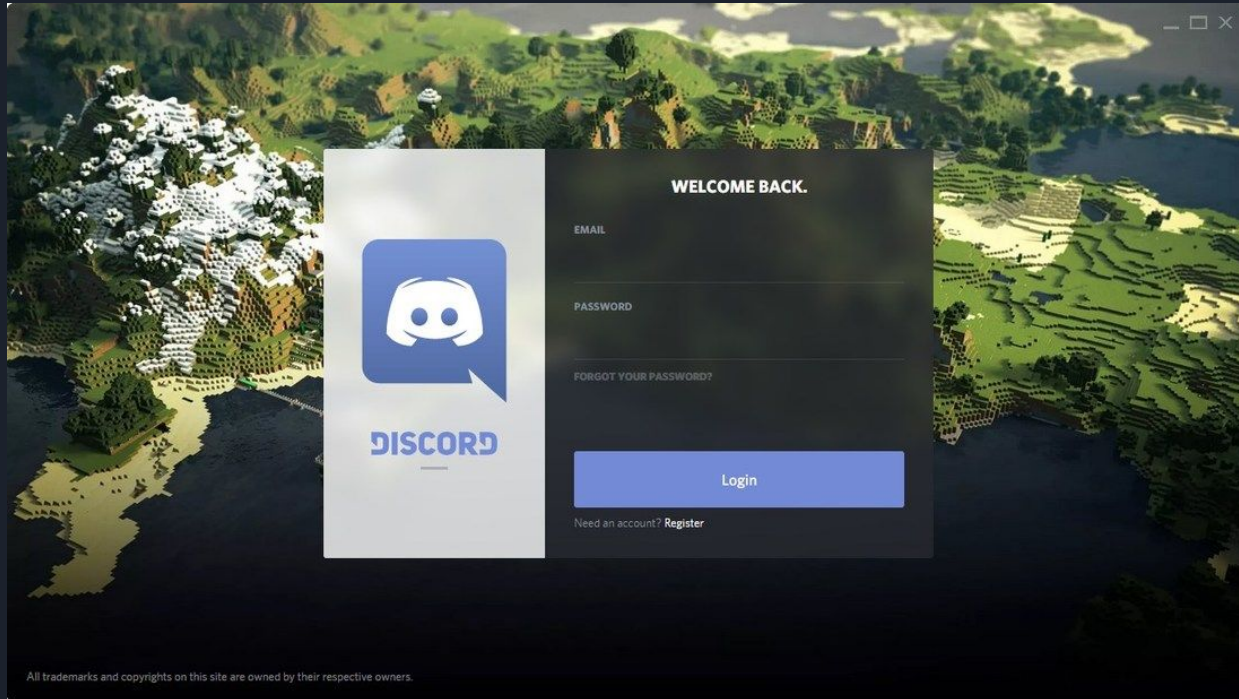 WELCOME BACK.
EMAIL
PASSWORD
FORGOT YOUR PASSWORD?
DISCORD
Login
Need an account? Register
All trademarks and copyrights on this site are owned by their respective owners.